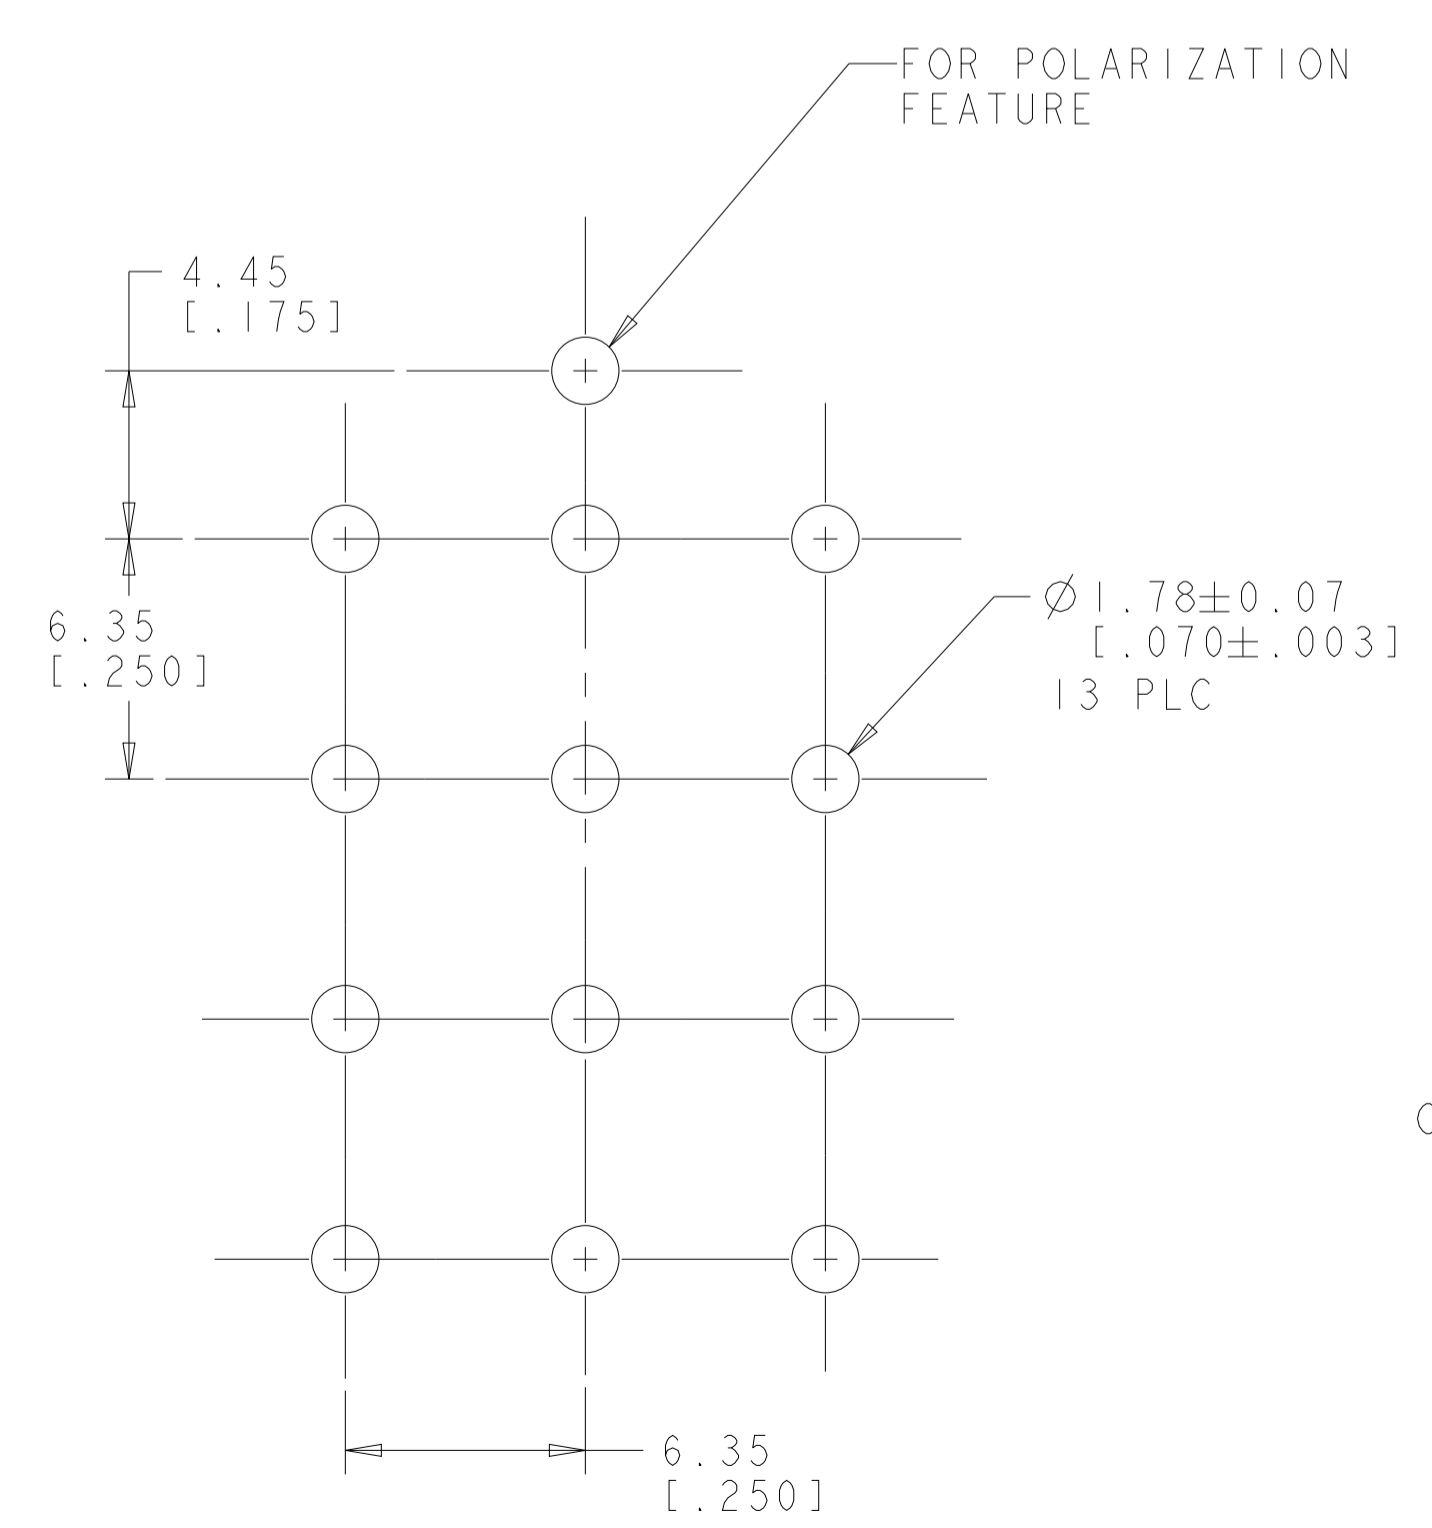 FOR POLARIZATION
FEATURE
4.45
[.175]
6.35
[.250]
Ø1.78±0.07
[.070±.003]
13 PLC
6.35
[.250]